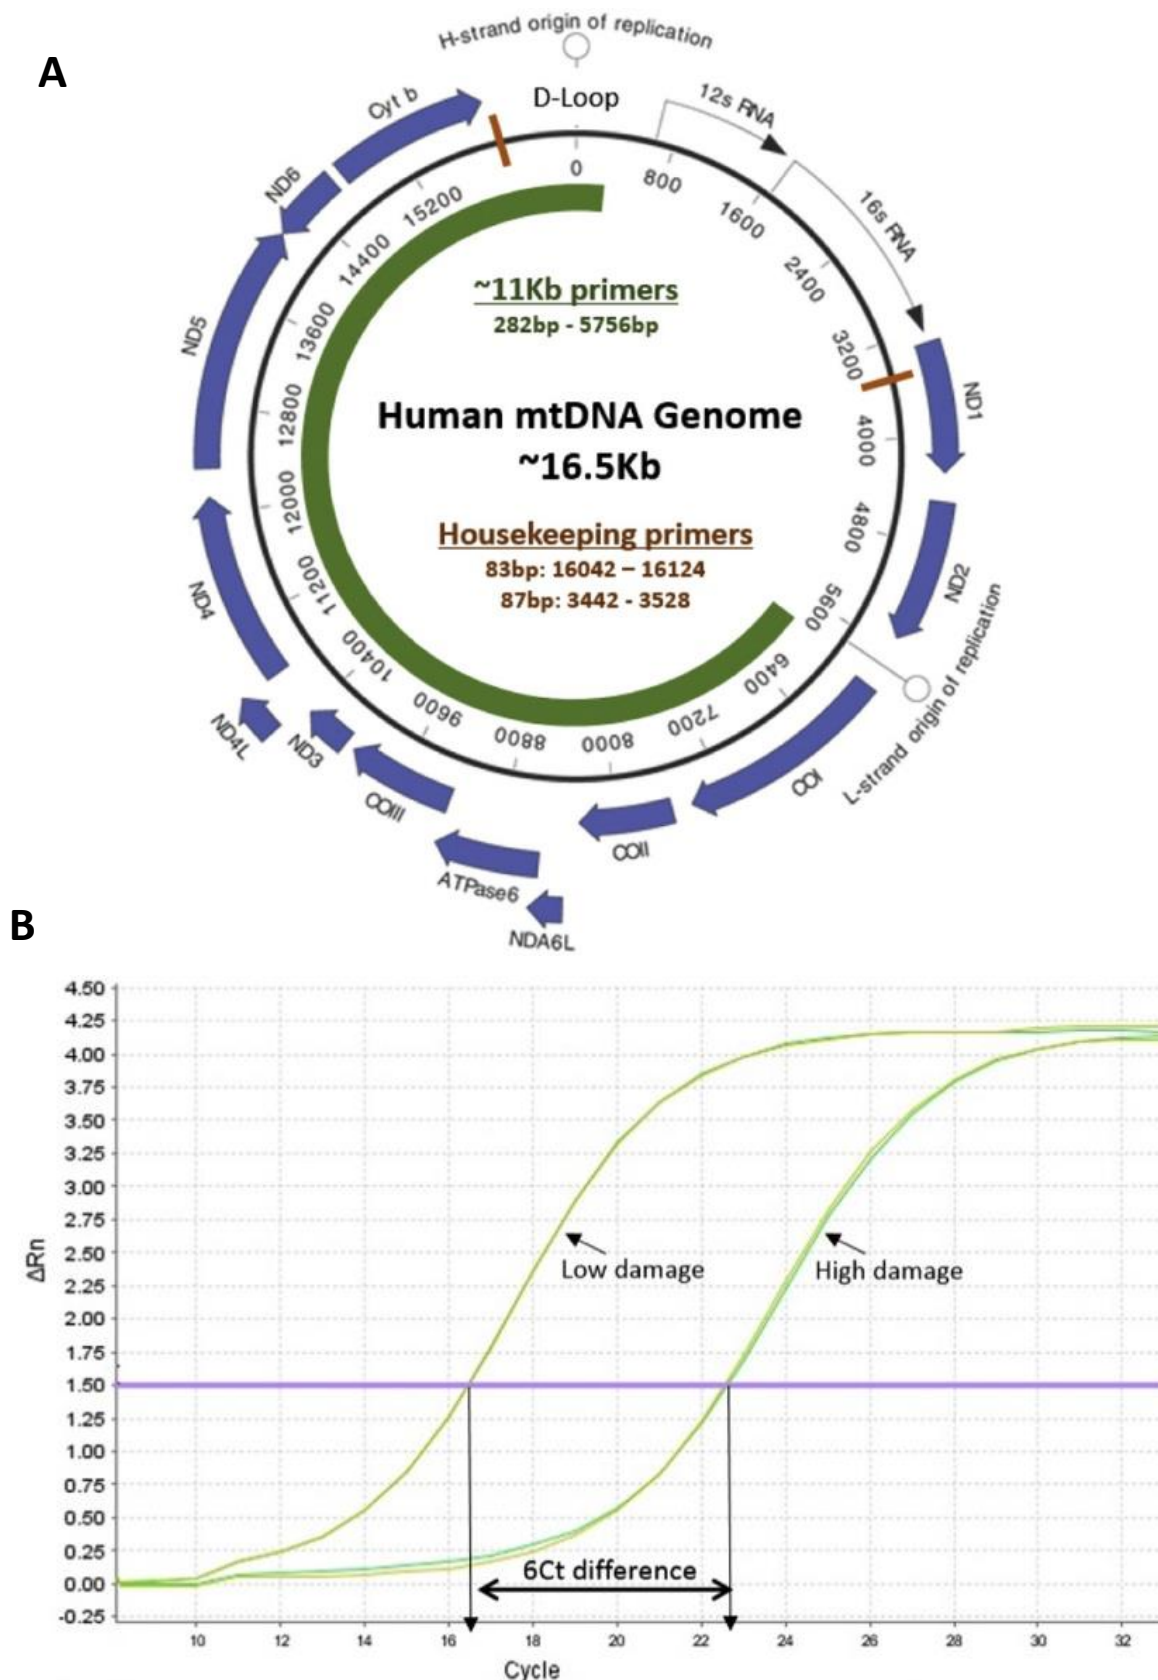 A
H-strand origin of replication
D-Loop
12s RNA
16s RNA
Cyt b
ND6
ND5
ND4
ND4L
ND3
COIII
ATPase6
NDA6L
COII
COI
L-strand origin of replication
ND2
ND1
0
800
1600
2400
3200
4000
4800
5600
6400
7200
8000
8800
9600
10400
11200
12000
12800
13600
14400
15200
~11Kb primers
282bp - 5756bp
Human mtDNA Genome
~16.5Kb
Housekeeping primers
83bp: 16042 – 16124
87bp: 3442 - 3528
B
4.50
4.25
4.00
3.75
3.50
3.25
3.00
2.75
2.50
2.25
2.00
1.75
1.50
1.25
1.00
0.75
0.50
0.25
0.00
-0.25
ΔRn
Low damage
High damage
6Ct difference
10 12 14 16 18 20 22 24 26 28 30 32
Cycle